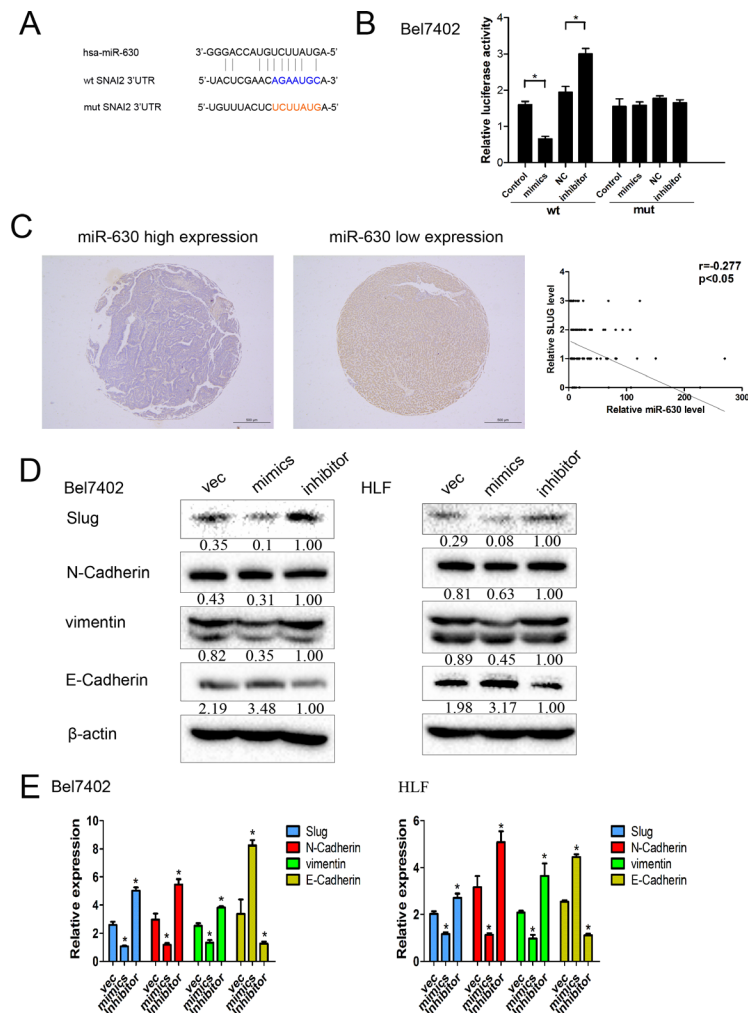 A
hsa-miR-630 3'-GGGACCAUGUCUUAUGA-5'
wt SNAI2 3'UTR 5'-UACUCGAACAGAAUGCA-3'
mut SNAI2 3'UTR 5'-UGUUUACUCUCUUAUGA-5'
B Bel7402
Relative luciferase activity
4
3
2
1
0
* *
Control mimics NC inhibitor Control mimics NC inhibitor
wt mut
C
miR-630 high expression miR-630 low expression
r=-0.277
p<0.05
Relative SLUG level
4
3
2
1
0
0 100 200 300
Relative miR-630 level
D
Bel7402 vec mimics inhibitor HLF vec mimics inhibitor
Slug
0.35 0.1 1.00 0.29 0.08 1.00
N-Cadherin
0.43 0.31 1.00 0.81 0.63 1.00
vimentin
0.82 0.35 1.00 0.89 0.45 1.00
E-Cadherin
2.19 3.48 1.00 1.98 3.17 1.00
β-actin
E Bel7402 HLF
Relative expression
10
8
6
4
2
0
* * * * * * * *
Slug
N-Cadherin
vimentin
E-Cadherin
vec mimics inhibitor vec mimics inhibitor vec mimics inhibitor vec mimics inhibitor
Relative expression
6
4
2
0
* * * * * * * *
Slug
N-Cadherin
vimentin
E-Cadherin
vec mimics inhibitor vec mimics inhibitor vec mimics inhibitor vec mimics inhibitor